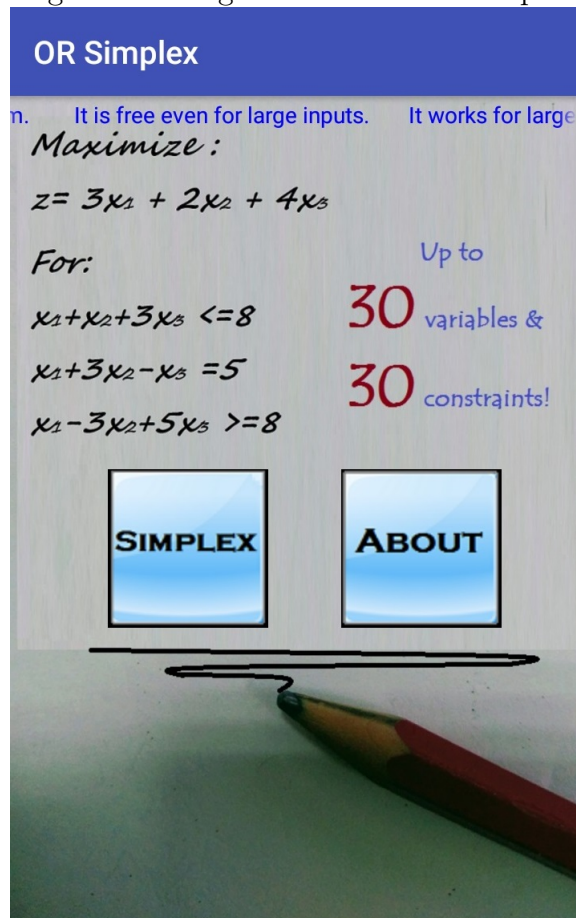 OR Simplex
It is free even for large inputs. It works for large
Maximize :
z= 3x₁ + 2x₂ + 4x₃
For:
x₁+x₂+3x₃ <=8
x₁+3x₂-x₃ =5
x₁-3x₂+5x₃ >=8
Up to
30 variables &
30 constraints!
SIMPLEX
ABOUT